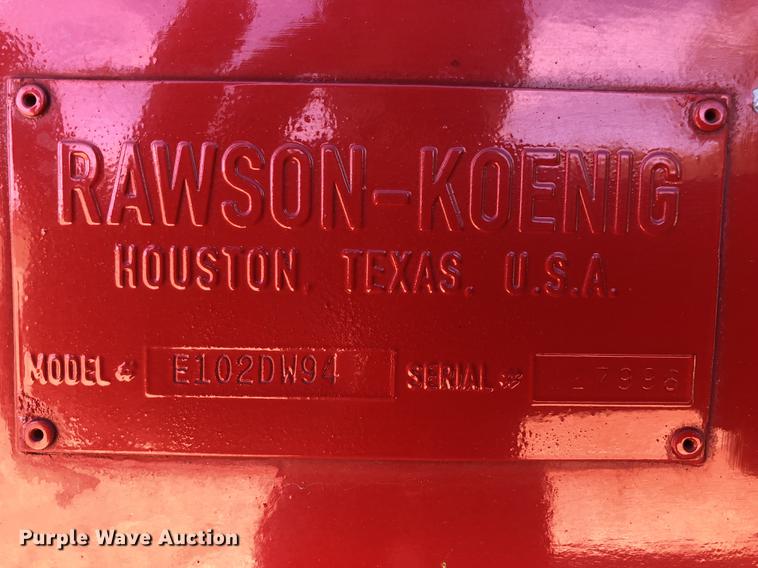 RAWSON-KOENIG
HOUSTON, TEXAS, U.S.A.
MODEL # E102DW94 SERIAL #
Purple Wave Auction